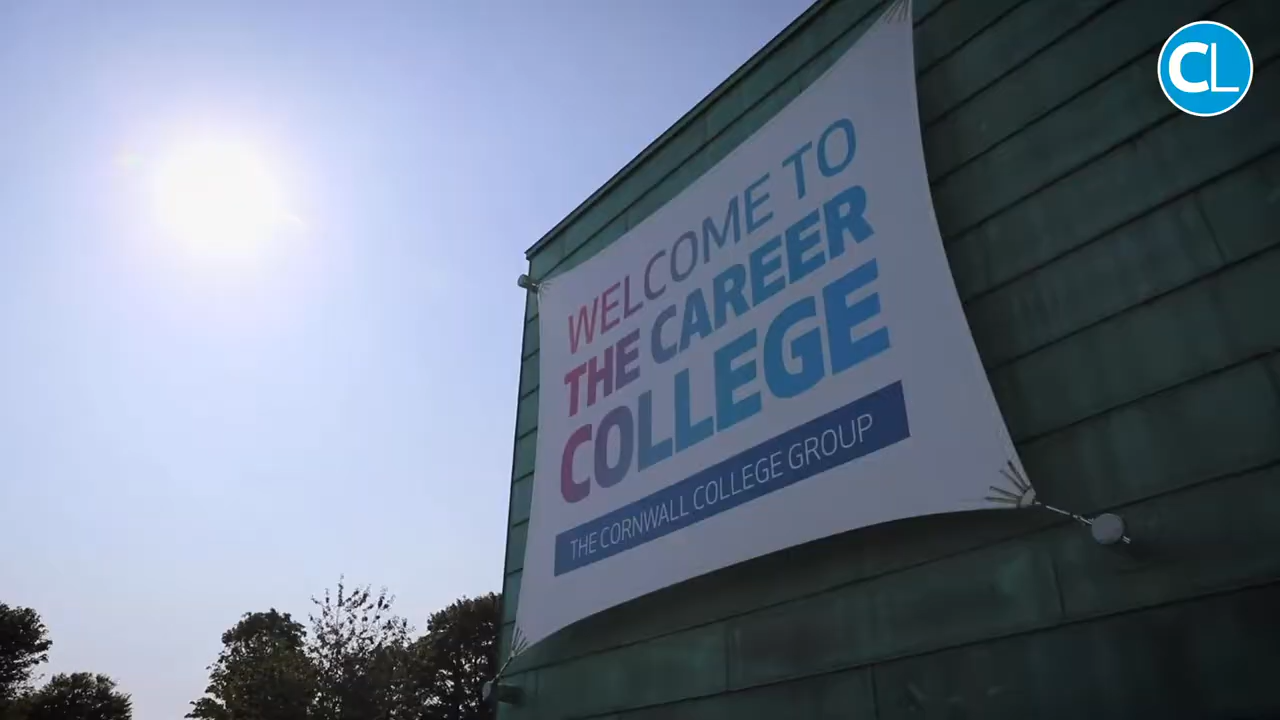 CL
WELCOME TO
THE CAREER
COLLEGE
THE CORNWALL COLLEGE GROUP